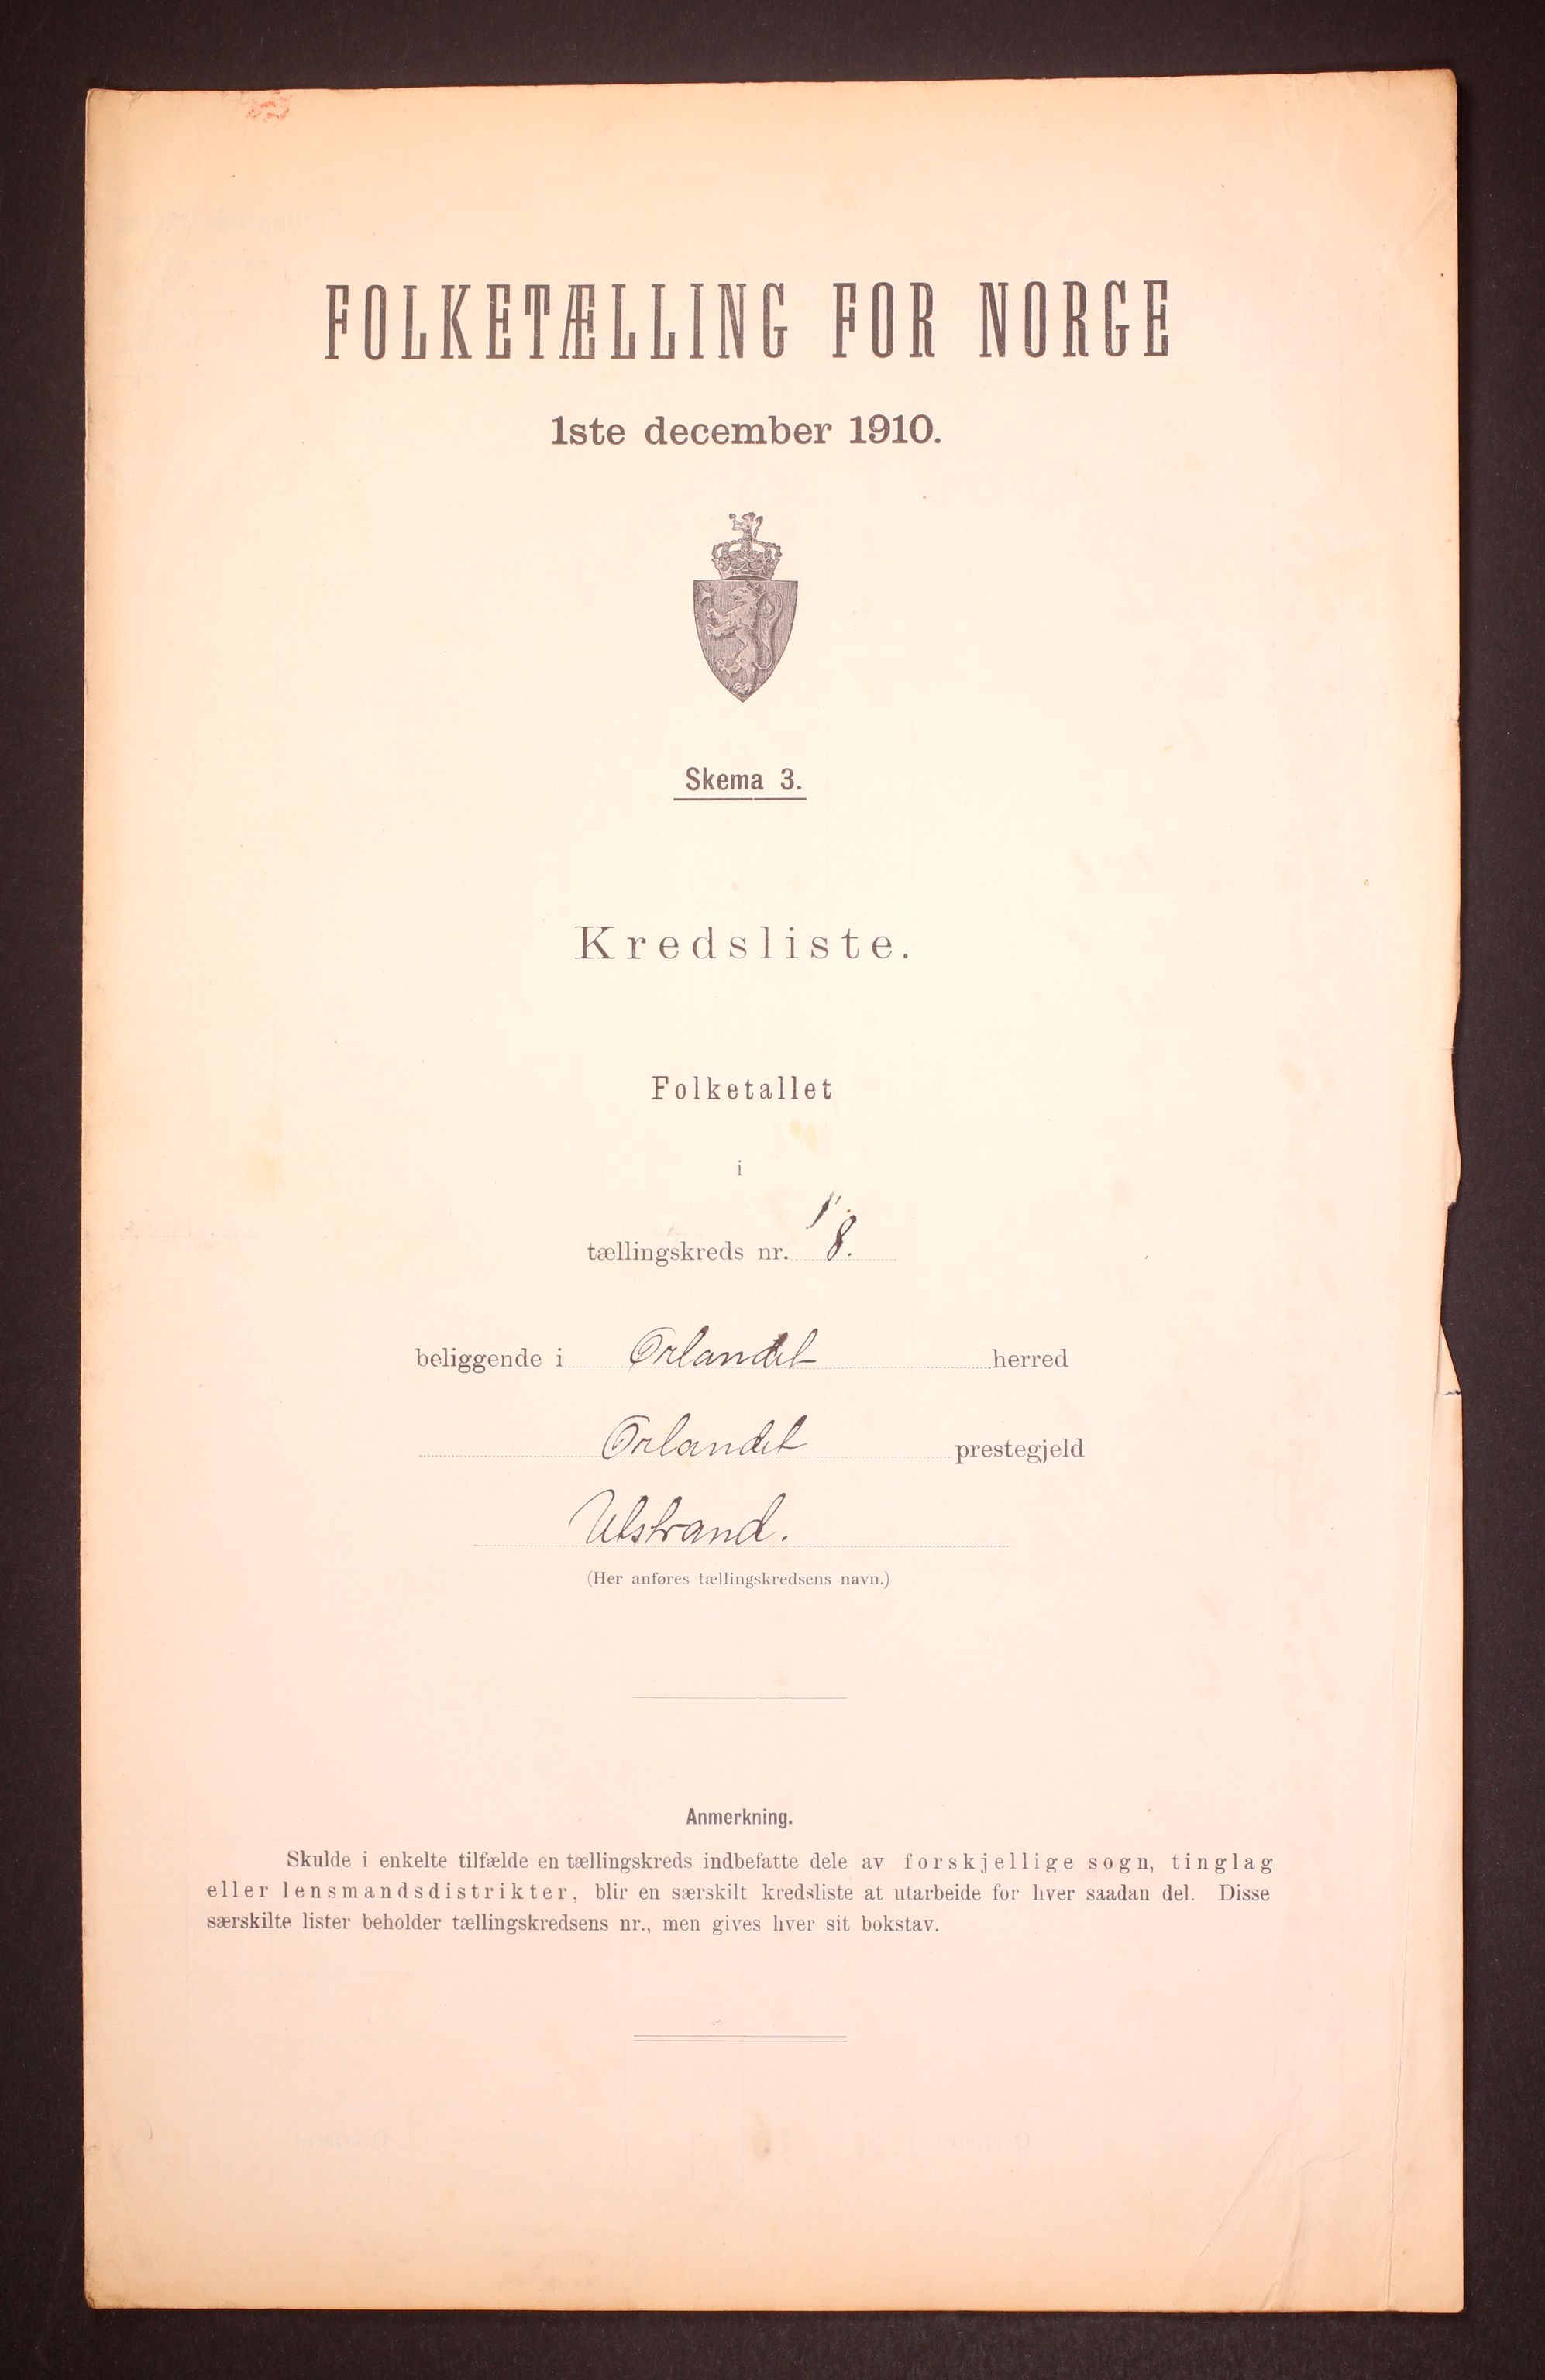 FOLKETÆLLING FOR NORGE
1ste december 1910.
Skema 3.
Kredsliste.
Folketallet
i
tællingskreds nr. 8.
beliggende i Ørlandet herred
Ørlandet prestegjeld
Utstrand.
(Her anføres tællingskredsens navn.)
Anmerkning.
Skulde i enkelte tilfælde en tællingskreds indbefatte dele av forskjellige sogn, tinglag
eller lensmandsdistrikter, blir en særskilt kredsliste at utarbeide for hver saadan del. Disse
særskilte lister beholder tællingskredsens nr., men gives hver sit bokstav.